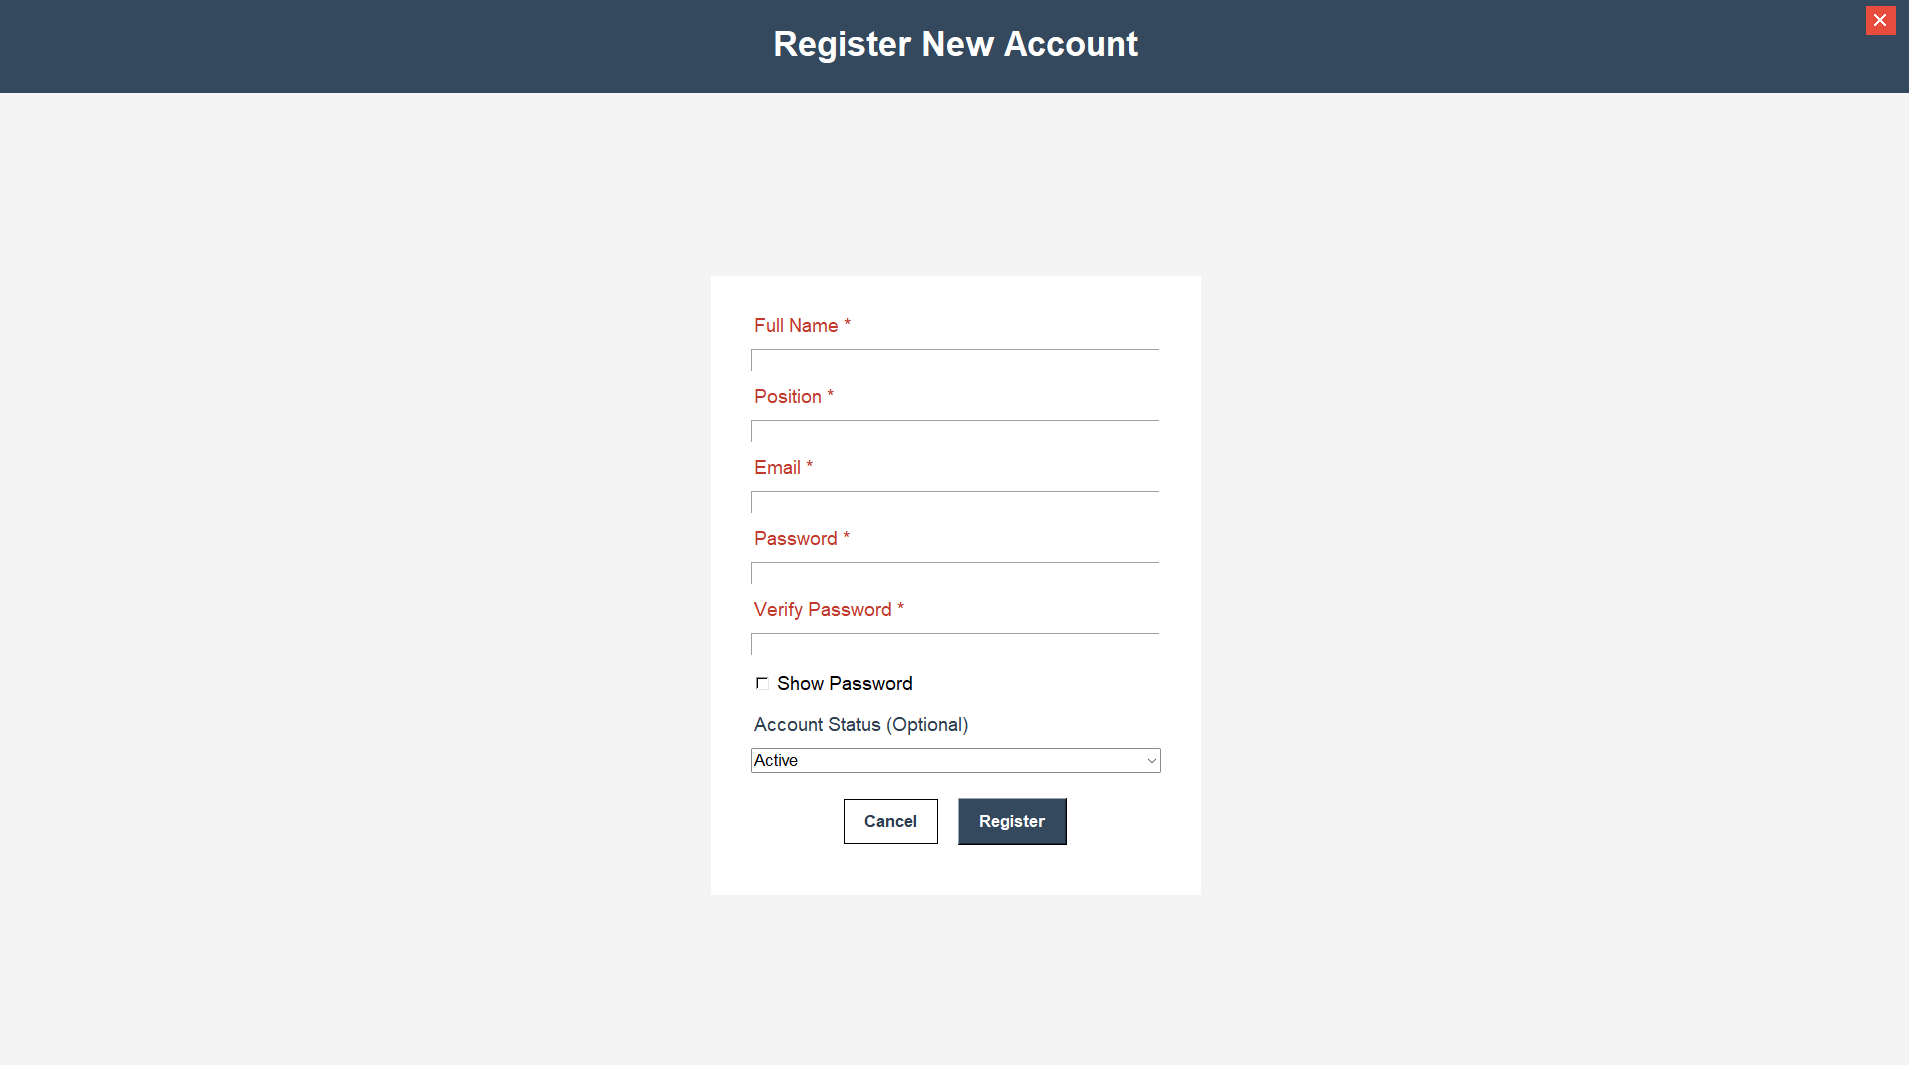 Register New Account
Full Name *
Position *
Email *
Password *
Verify Password *
Show Password
Account Status (Optional)
Active
Cancel Register